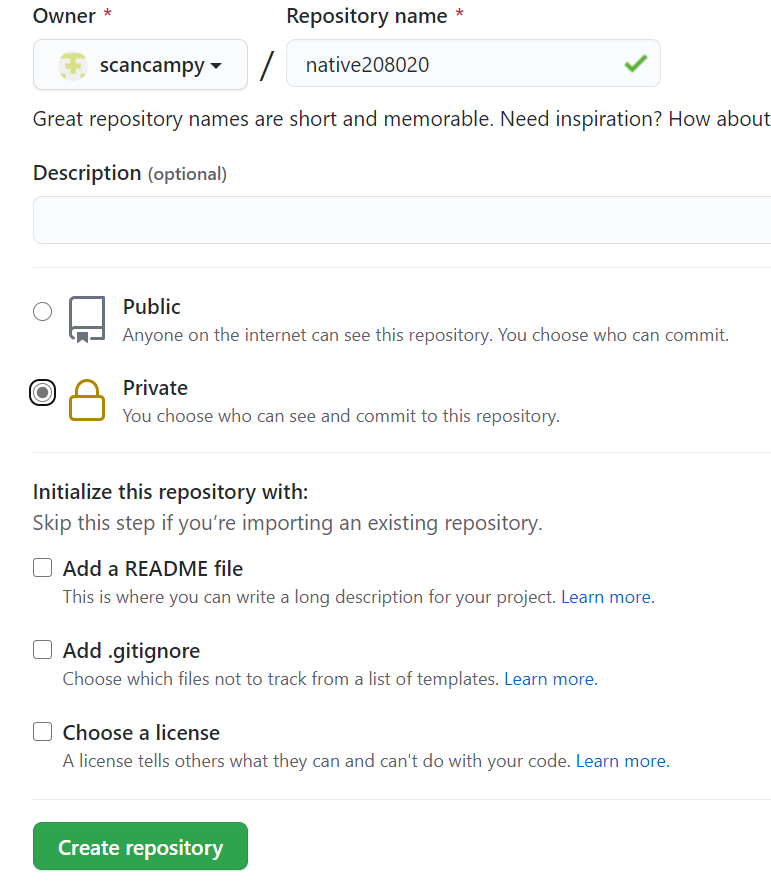 Owner * Repository name *
scancampy / native208020
Great repository names are short and memorable. Need inspiration? How about
Description (optional)
Public
Anyone on the internet can see this repository. You choose who can commit.
Private
You choose who can see and commit to this repository.
Initialize this repository with:
Skip this step if you’re importing an existing repository.
Add a README file
This is where you can write a long description for your project. Learn more.
Add .gitignore
Choose which files not to track from a list of templates. Learn more.
Choose a license
A license tells others what they can and can't do with your code. Learn more.
Create repository